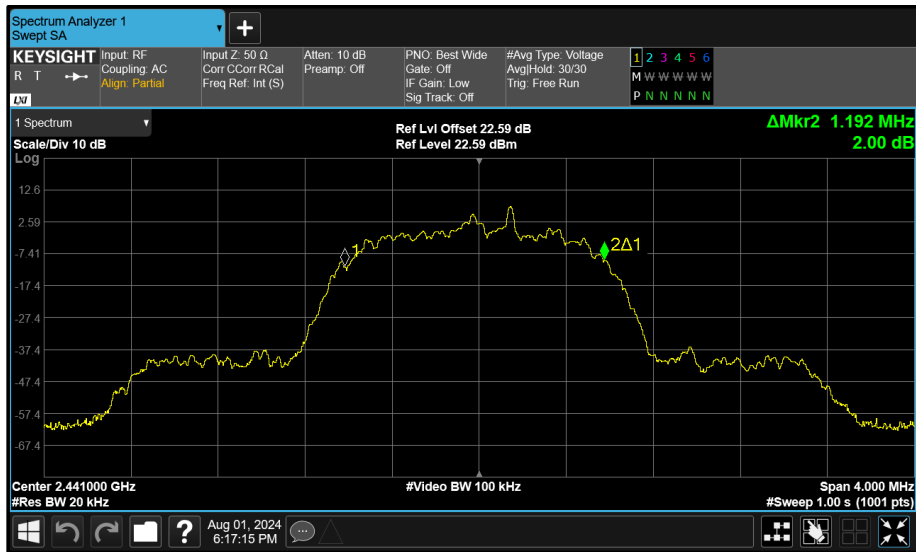 Spectrum Analyzer 1
Swept SA
+
KEYSIGHT
R T
LXI
Input: RF
Coupling: AC
Align: Partial
Input Z: 50 Ω
Corr CCorr RCal
Freq Ref: Int (S)
Atten: 10 dB
Preamp: Off
PNO: Best Wide
Gate: Off
IF Gain: Low
Sig Track: Off
#Avg Type: Voltage
Avg|Hold: 30/30
Trig: Free Run
1 2 3 4 5 6
M W W W W W
P N N N N N
1 Spectrum
Scale/Div 10 dB
Log
Ref Lvl Offset 22.59 dB
Ref Level 22.59 dBm
ΔMkr2 1.192 MHz
2.00 dB
12.6
2.59
-7.41
-17.4
-27.4
-37.4
-47.4
-57.4
-67.4
1
2Δ1
Center 2.441000 GHz
#Res BW 20 kHz
#Video BW 100 kHz
Span 4.000 MHz
#Sweep 1.00 s (1001 pts)
?
Aug 01, 2024
6:17:15 PM